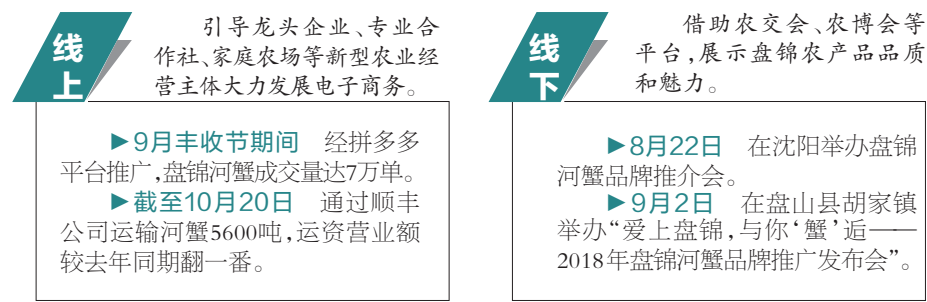 线上
引导龙头企业、专业合
作社、家庭农场等新型农业经
营主体大力发展电子商务。
▶9月丰收节期间 经拼多多
平台推广,盘锦河蟹成交量达7万单。
▶截至10月20日 通过顺丰
公司运输河蟹5600吨,运资营业额
较去年同期翻一番。
线下
借助农交会、农博会等
平台,展示盘锦农产品品质
和魅力。
▶8月22日 在沈阳举办盘锦
河蟹品牌推介会。
▶9月2日 在盘山县胡家镇
举办“爱上盘锦,与你‘蟹’逅——
2018年盘锦河蟹品牌推广发布会”。